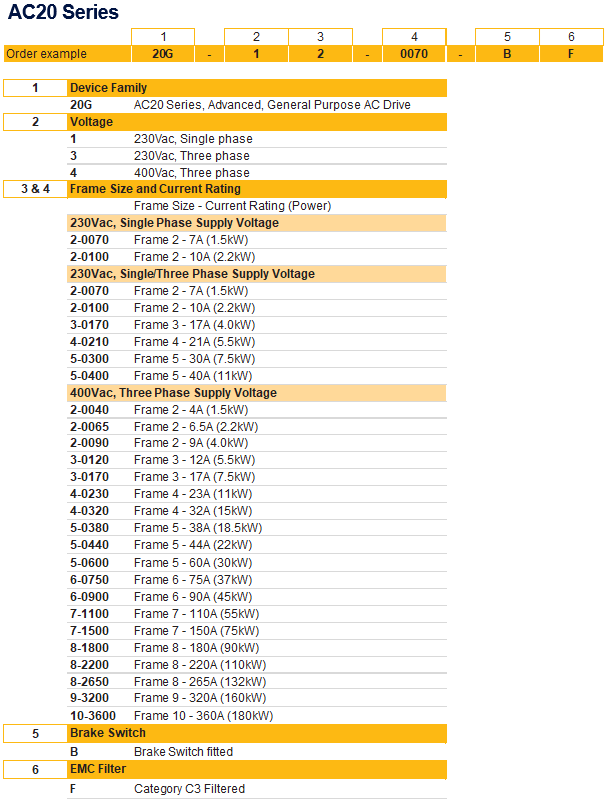 AC20 Series
1 2 3 4 5 6
Order example 20G - 1 2 - 0070 - B F
1 Device Family
20G AC20 Series, Advanced, General Purpose AC Drive
2 Voltage
1 230Vac, Single phase
3 230Vac, Three phase
4 400Vac, Three phase
3 & 4 Frame Size and Current Rating
Frame Size - Current Rating (Power)
230Vac, Single Phase Supply Voltage
2-0070 Frame 2 - 7A (1.5kW)
2-0100 Frame 2 - 10A (2.2kW)
230Vac, Single/Three Phase Supply Voltage
2-0070 Frame 2 - 7A (1.5kW)
2-0100 Frame 2 - 10A (2.2kW)
3-0170 Frame 3 - 17A (4.0kW)
4-0210 Frame 4 - 21A (5.5kW)
5-0300 Frame 5 - 30A (7.5kW)
5-0400 Frame 5 - 40A (11kW)
400Vac, Three Phase Supply Voltage
2-0040 Frame 2 - 4A (1.5kW)
2-0065 Frame 2 - 6.5A (2.2kW)
2-0090 Frame 2 - 9A (4.0kW)
3-0120 Frame 3 - 12A (5.5kW)
3-0170 Frame 3 - 17A (7.5kW)
4-0230 Frame 4 - 23A (11kW)
4-0320 Frame 4 - 32A (15kW)
5-0380 Frame 5 - 38A (18.5kW)
5-0440 Frame 5 - 44A (22kW)
5-0600 Frame 5 - 60A (30kW)
6-0750 Frame 6 - 75A (37kW)
6-0900 Frame 6 - 90A (45kW)
7-1100 Frame 7 - 110A (55kW)
7-1500 Frame 7 - 150A (75kW)
8-1800 Frame 8 - 180A (90kW)
8-2200 Frame 8 - 220A (110kW)
8-2650 Frame 8 - 265A (132kW)
9-3200 Frame 9 - 320A (160kW)
10-3600 Frame 10 - 360A (180kW)
5 Brake Switch
B Brake Switch fitted
6 EMC Filter
F Category C3 Filtered